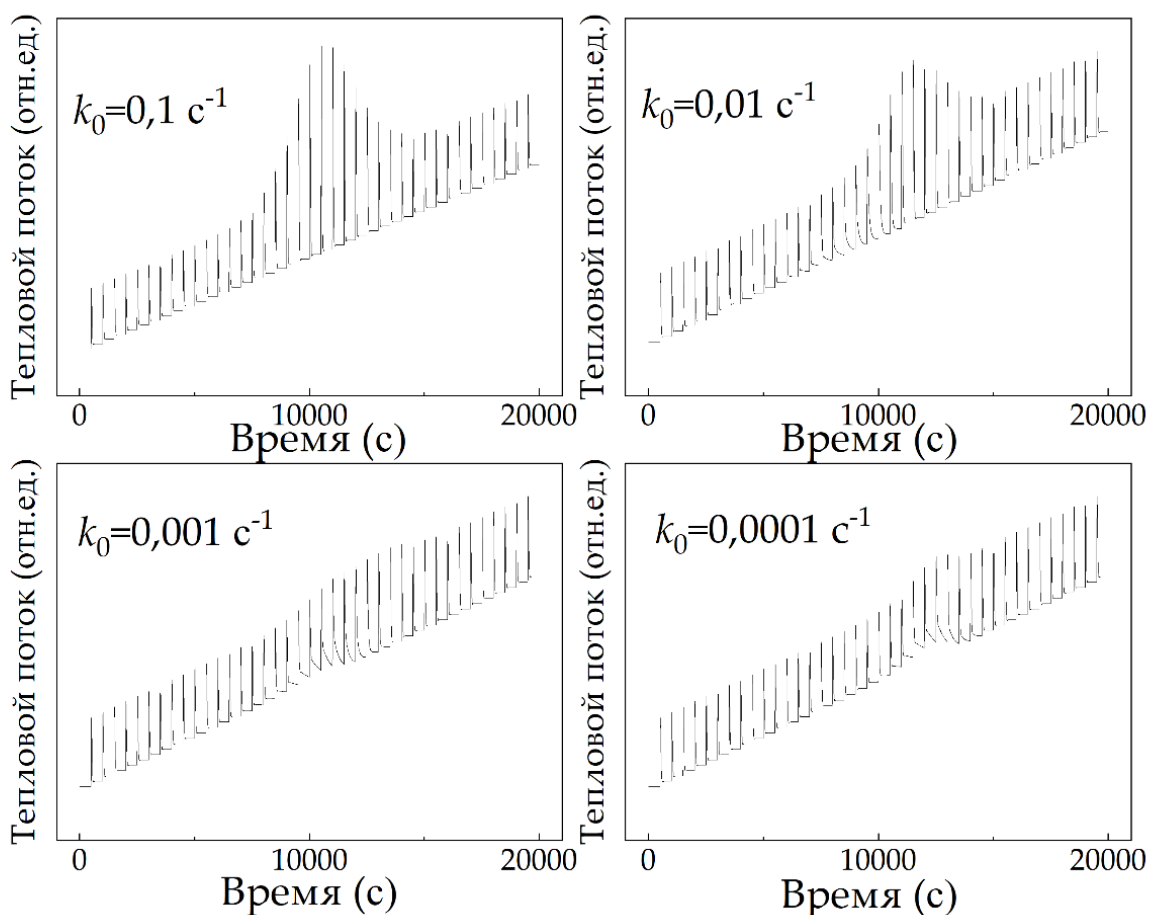 Тепловой поток (отн.ед.)
k₀=0,1 с⁻¹
0 10000 20000
Время (с)
Тепловой поток (отн.ед.)
k₀=0,01 с⁻¹
0 10000 20000
Время (с)
Тепловой поток (отн.ед.)
k₀=0,001 с⁻¹
0 10000 20000
Время (с)
Тепловой поток (отн.ед.)
k₀=0,0001 с⁻¹
0 10000 20000
Время (с)